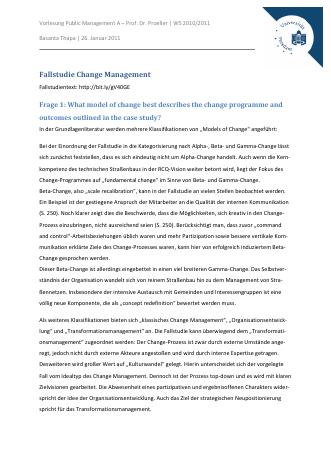 Vorlesung Public Management A – Prof. Dr. Proeller | WS 2010/2011
Basanta Thapa | 26. Januar 2011
Fallstudie Change Management
Fallstudientext: http://bit.ly/gV40GE
Frage 1: What model of change best describes the change programme and
outcomes outlined in the case study?
In der Grundlagenliteratur werden mehrere Klassifikationen von „Models of Change" angeführt:
Bei der Einordnung der Fallstudie in die Kategorisierung nach Alpha-, Beta- und Gamma-Change lässt
sich zunächst feststellen, dass es sich eindeutig nicht um Alpha-Change handelt. Auch wenn die Kern-
kompetenz des technischen Straßenbaus in der RCQ-Vision weiter betont wird, liegt der Fokus des
Change-Programmes auf „fundamental change" im Sinne von Beta- und Gamma-Change.
Beta-Change, also „scale recalibration", kann in der Fallstudie an vielen Stellen beobachtet werden.
Ein Beispiel ist der gestiegene Anspruch der Mitarbeiter an die Qualität der internen Kommunikation
(S. 250). Noch klarer zeigt dies die Beschwerde, dass die Möglichkeiten, sich kreativ in den Change-
Prozess einzubringen, nicht ausreichend seien (S. 250). Berücksichtigt man, dass zuvor „command
and control"-Arbeitsbeziehungen üblich waren und mehr Partizipation sowie bessere vertikale Kom-
munikation erklärte Ziele des Change-Prozesses waren, kann hier von erfolgreich induziertem Beta-
Change gesprochen werden.
Dieser Beta-Change ist allerdings eingebettet in einen viel breiteren Gamma-Change. Das Selbstver-
ständnis der Organisation wandelt sich von reinem Straßenbau hin zu dem Management von Stra-
ßennetzen. Insbesondere der intensive Austausch mit Gemeinden und Interessengruppen ist eine
völlig neue Komponente, die als „concept redefinition" bewertet werden muss.
Als weiteres Klassifikationen bieten sich „klassisches Change Management", „Organisationsentwick-
lung" und „Transformationsmanagement" an. Die Fallstudie kann überwiegend dem „Transformati-
onsmanagement" zugeordnet werden: Der Change-Prozess ist zwar durch externe Umstände ange-
regt, jedoch nicht durch externe Akteure angestoßen und wird durch interne Expertise getragen.
Desweiteren wird großer Wert auf „Kulturwandel" gelegt. Hierin unterscheidet sich der vorgelegte
Fall vom Idealtyp des Change Management. Dennoch ist der Prozess top-down und es wird mit klaren
Zielvisionen gearbeitet. Die Abwesenheit eines participativen und ergebnisoffenen Charakters wider-
spricht der Idee der Organisationsentwicklung. Auch das Ziel der strategischen Neupositionierung
spricht für das Transformationsmanagement.